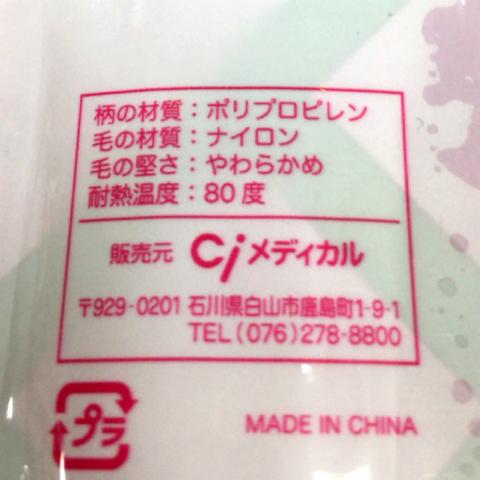 柄の材質：ポリプロピレン
毛の材質：ナイロン
毛の堅さ：やわらかめ
耐熱温度：80度
販売元 Ci メディカル
〒929-0201 石川県白山市鹿島町1-9-1
TEL(076)278-8800
プラ
MADE IN CHINA